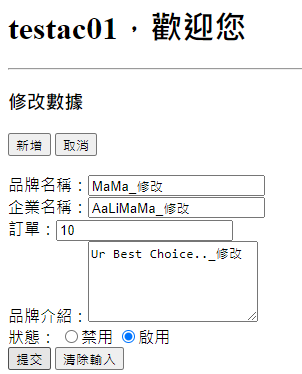 testac01，歡迎您
修改數據
新增 取消
品牌名稱：MaMa_修改
企業名稱：AaLiMaMa_修改
訂單：10
Ur Best Choice.._修改
品牌介紹：
狀態： 禁用 啟用
提交 清除輸入